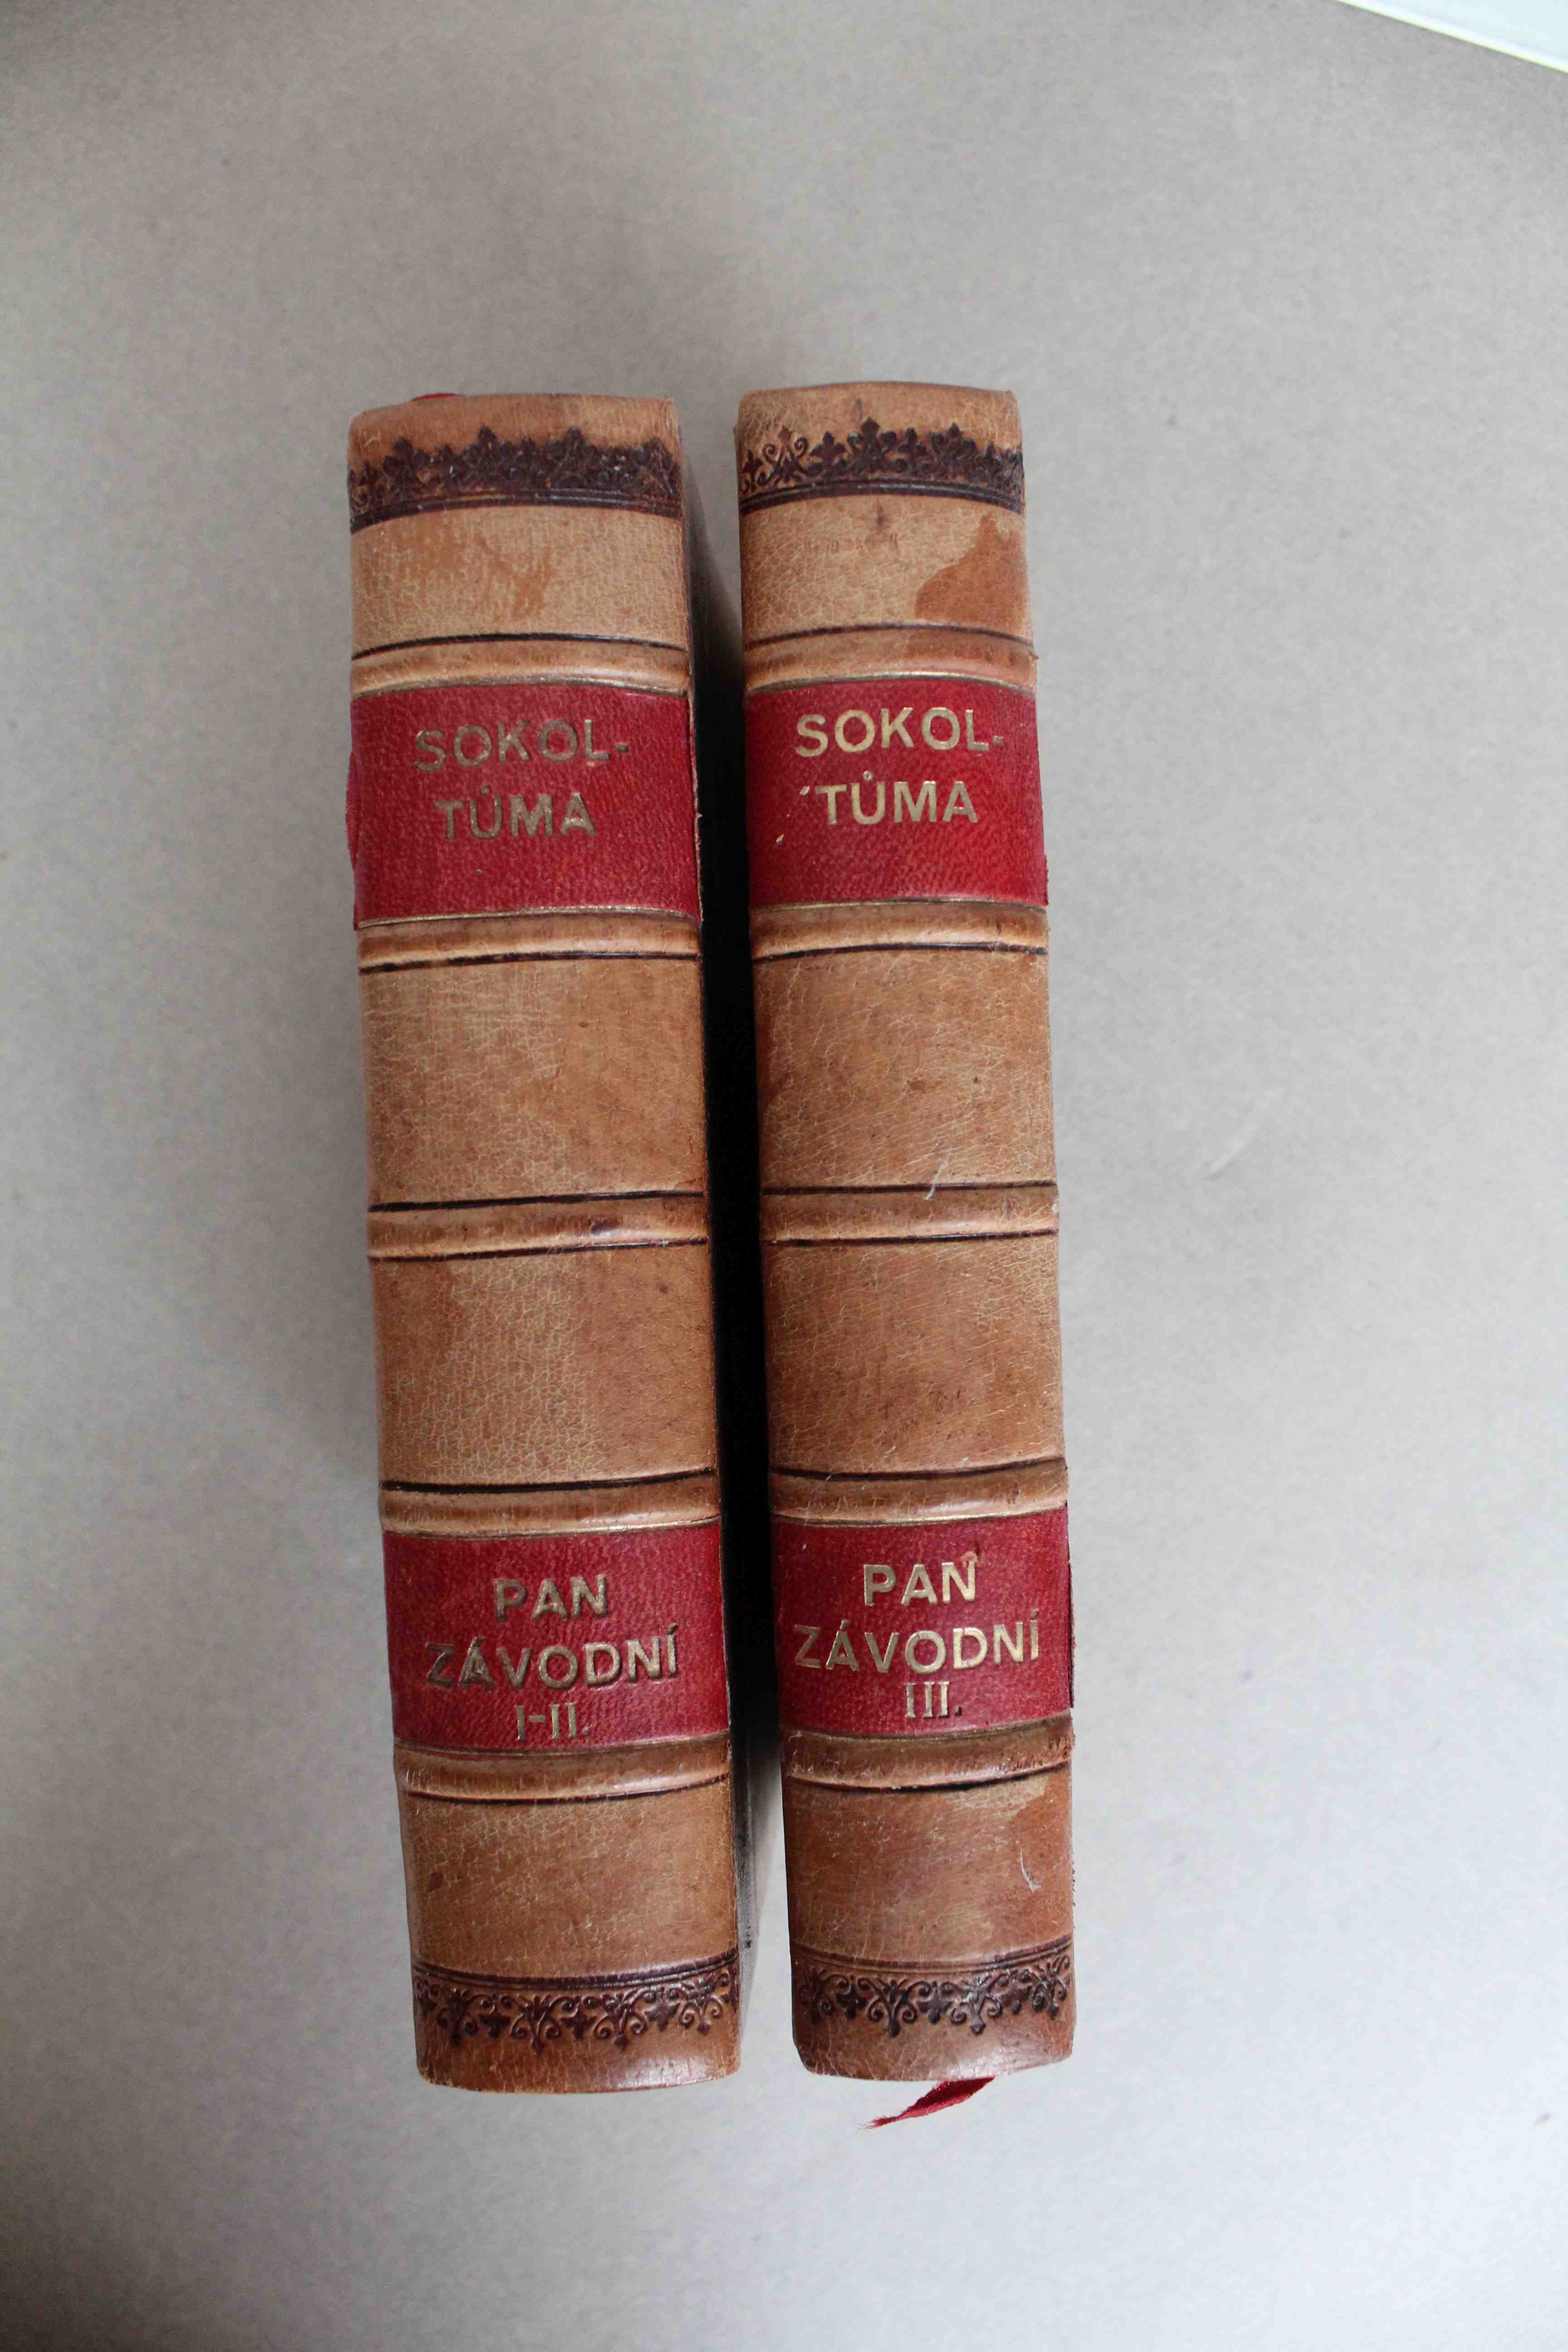 SOKOL-
TŮMA
PAN
ZÁVODNÍ
I-II.
SOKOL-
TŮMA
PAN
ZÁVODNÍ
III.